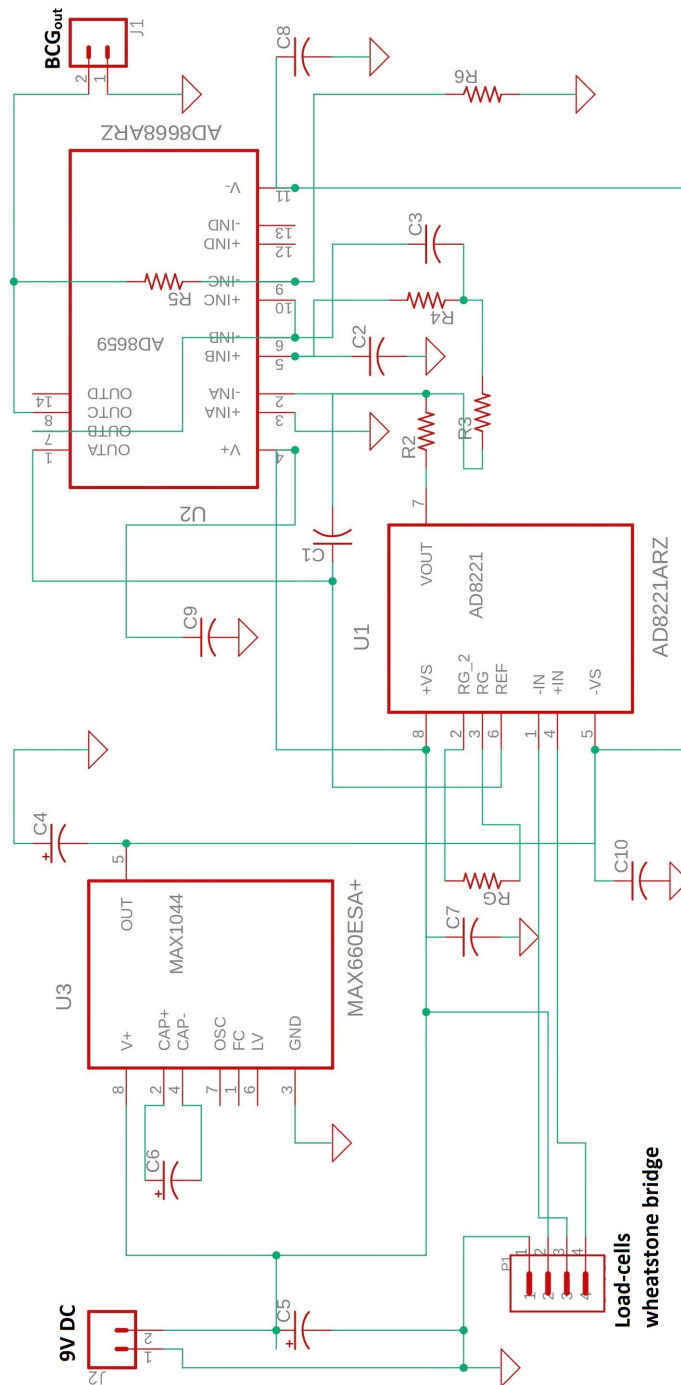 BCGout
J1
2
1
C8
AD8668ARZ
R6
V-
11
-IND
13
+IND
12
R5
-INC
9
+INC
10
C3
AD8659
-INB
6
+INB
5
R4
C2
OUTD
14
OUTC
8
OUTB
7
OUTA
1
-INA
2
+INA
3
V+
4
R2
R3
U2
7
C1
VOUT
AD8221
C9
U1
AD8221ARZ
+VS
RG_2
RG
REF
-IN
+IN
-VS
8
2
3
6
1
4
5
C4
5
OUT
MAX1044
U3
MAX660ESA+
RG
C7
C10
V+
CAP+
CAP-
OSC
FC
LV
GND
8
2
4
7
1
6
3
C6
9V DC
J2
2
1
C5
P1
1
2
3
4
1
2
3
4
Load-cells
wheatstone bridge